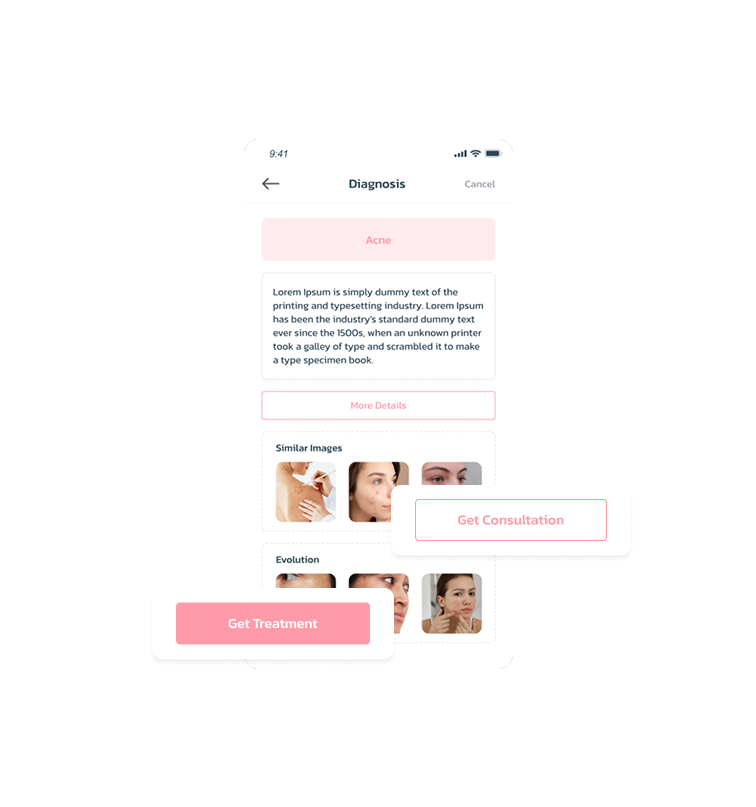 9:41
Diagnosis
Cancel
Acne
Lorem Ipsum is simply dummy text of the
printing and typesetting industry. Lorem Ipsum
has been the industry's standard dummy text
ever since the 1500s, when an unknown printer
took a galley of type and scrambled it to make
a type specimen book.
More Details
Similar Images
Get Consultation
Evolution
Get Treatment